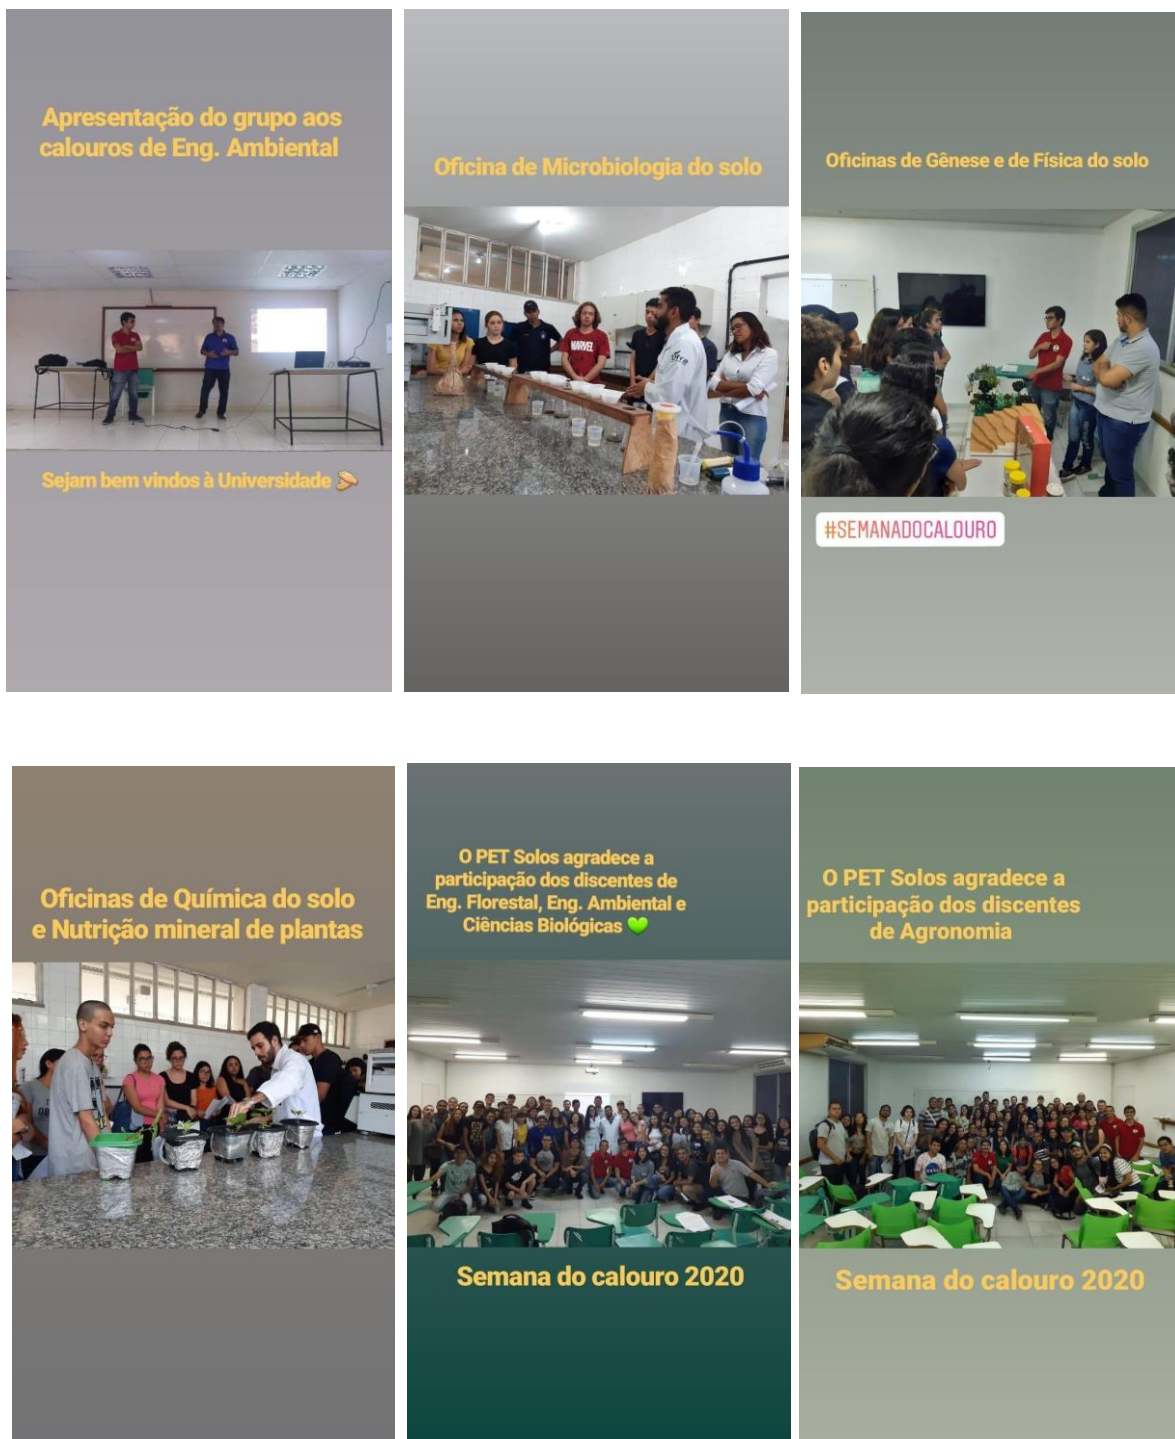 Apresentação do grupo aos
calouros de Eng. Ambiental
Sejam bem vindos à Universidade
Oficina de Microbiologia do solo
MARVEL
Oficinas de Gênese e de Física do solo
#SEMANADOCALOURO
Oficinas de Química do solo
e Nutrição mineral de plantas
O PET Solos agradece a
participação dos discentes de
Eng. Florestal, Eng. Ambiental e
Ciências Biológicas 💚
Semana do calouro 2020
O PET Solos agradece a
participação dos discentes
de Agronomia
NASA
Semana do calouro 2020